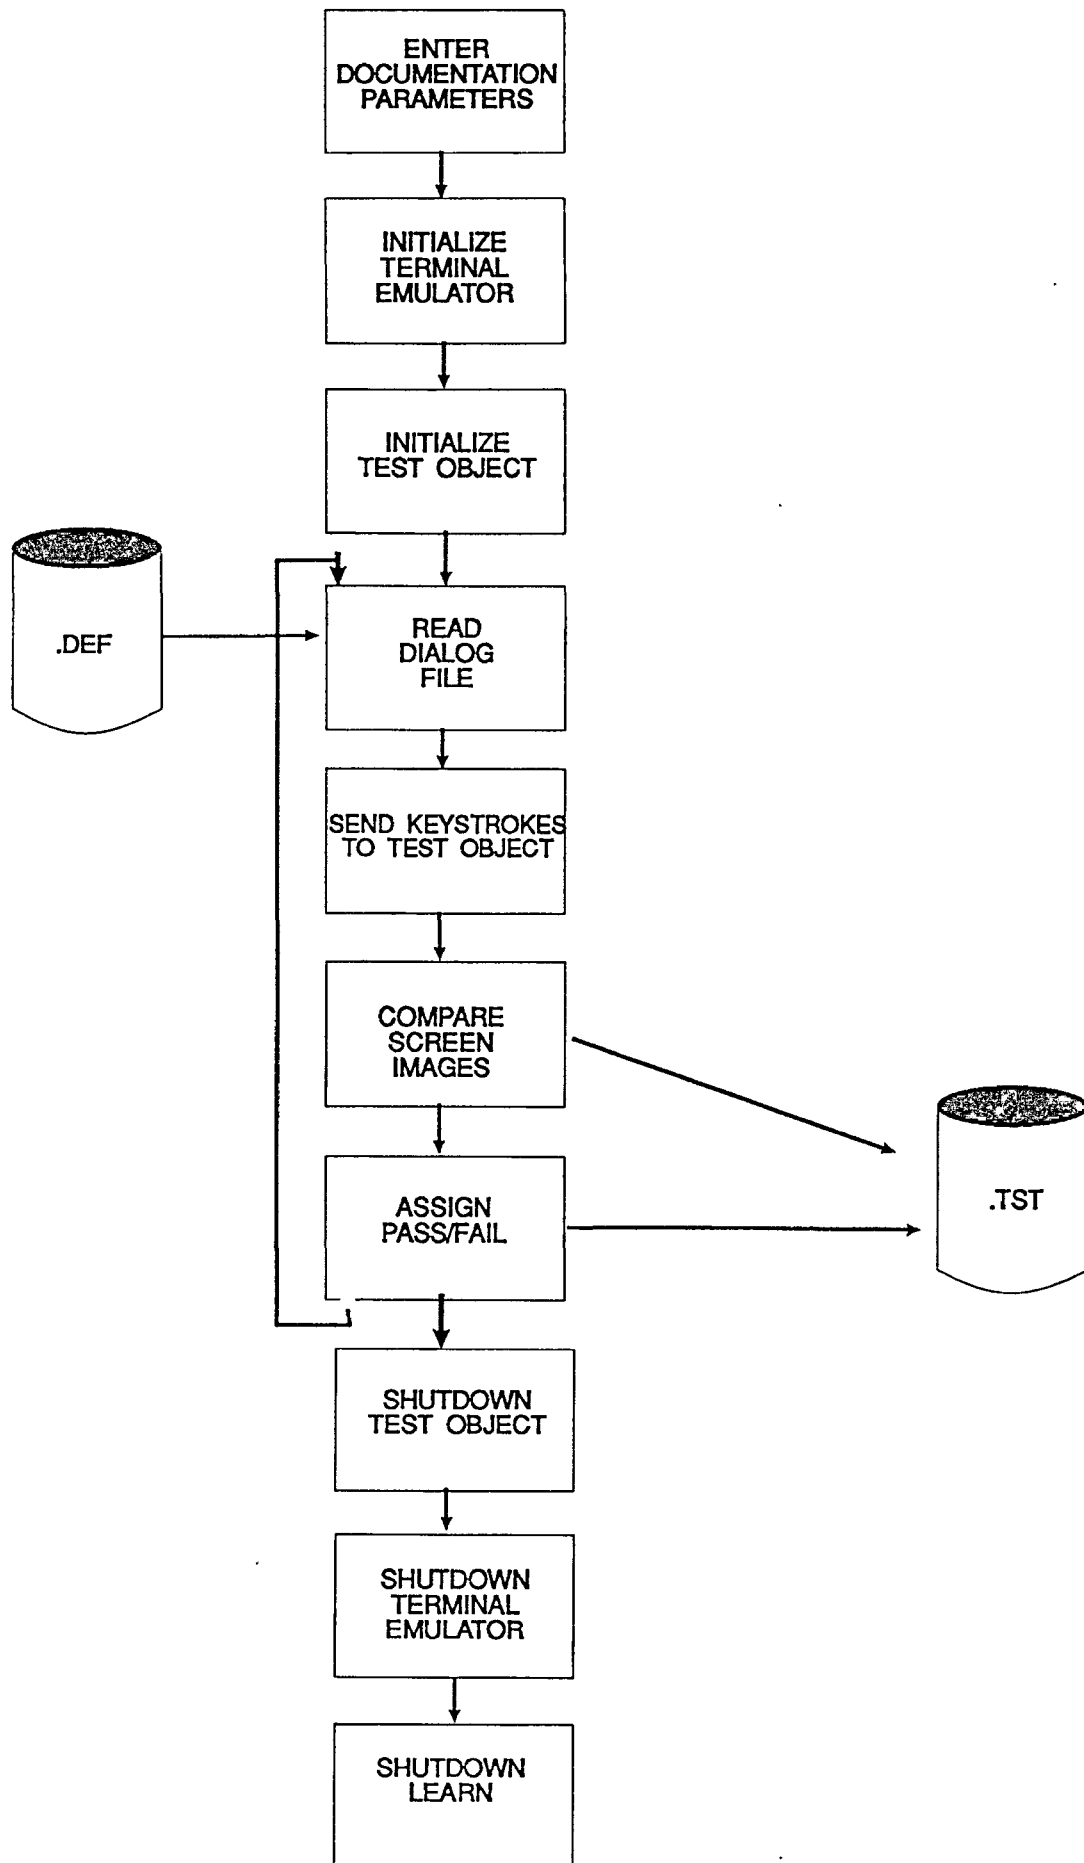 ENTER
DOCUMENTATION
PARAMETERS
INITIALIZE
TERMINAL
EMULATOR
INITIALIZE
TEST OBJECT
.DEF
READ
DIALOG
FILE
SEND KEYSTROKES
TO TEST OBJECT
COMPARE
SCREEN
IMAGES
ASSIGN
PASS/FAIL
.TST
SHUTDOWN
TEST OBJECT
SHUTDOWN
TERMINAL
EMULATOR
SHUTDOWN
LEARN